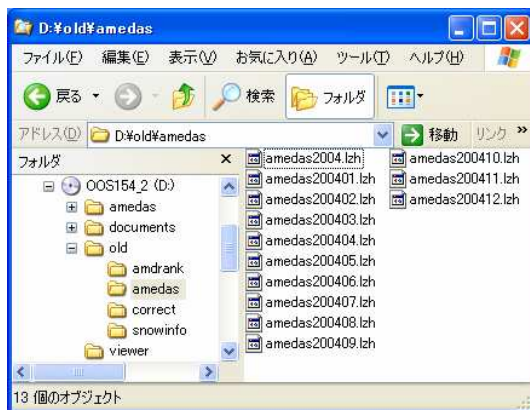 D:¥old¥amedas
ファイル(F) 編集(E) 表示(V) お気に入り(A) ツール(T) ヘルプ(H)
戻る 検索 フォルダ
アドレス(D) D:¥old¥amedas 移動 リンク »
フォルダ ×
OOS154_2 (D:)
amedas
documents
old
amdrank
amedas
correct
snowinfo
viewer
amedas2004.lzh
amedas200401.lzh
amedas200402.lzh
amedas200403.lzh
amedas200404.lzh
amedas200405.lzh
amedas200406.lzh
amedas200407.lzh
amedas200408.lzh
amedas200409.lzh
amedas200410.lzh
amedas200411.lzh
amedas200412.lzh
13 個のオブジェクト